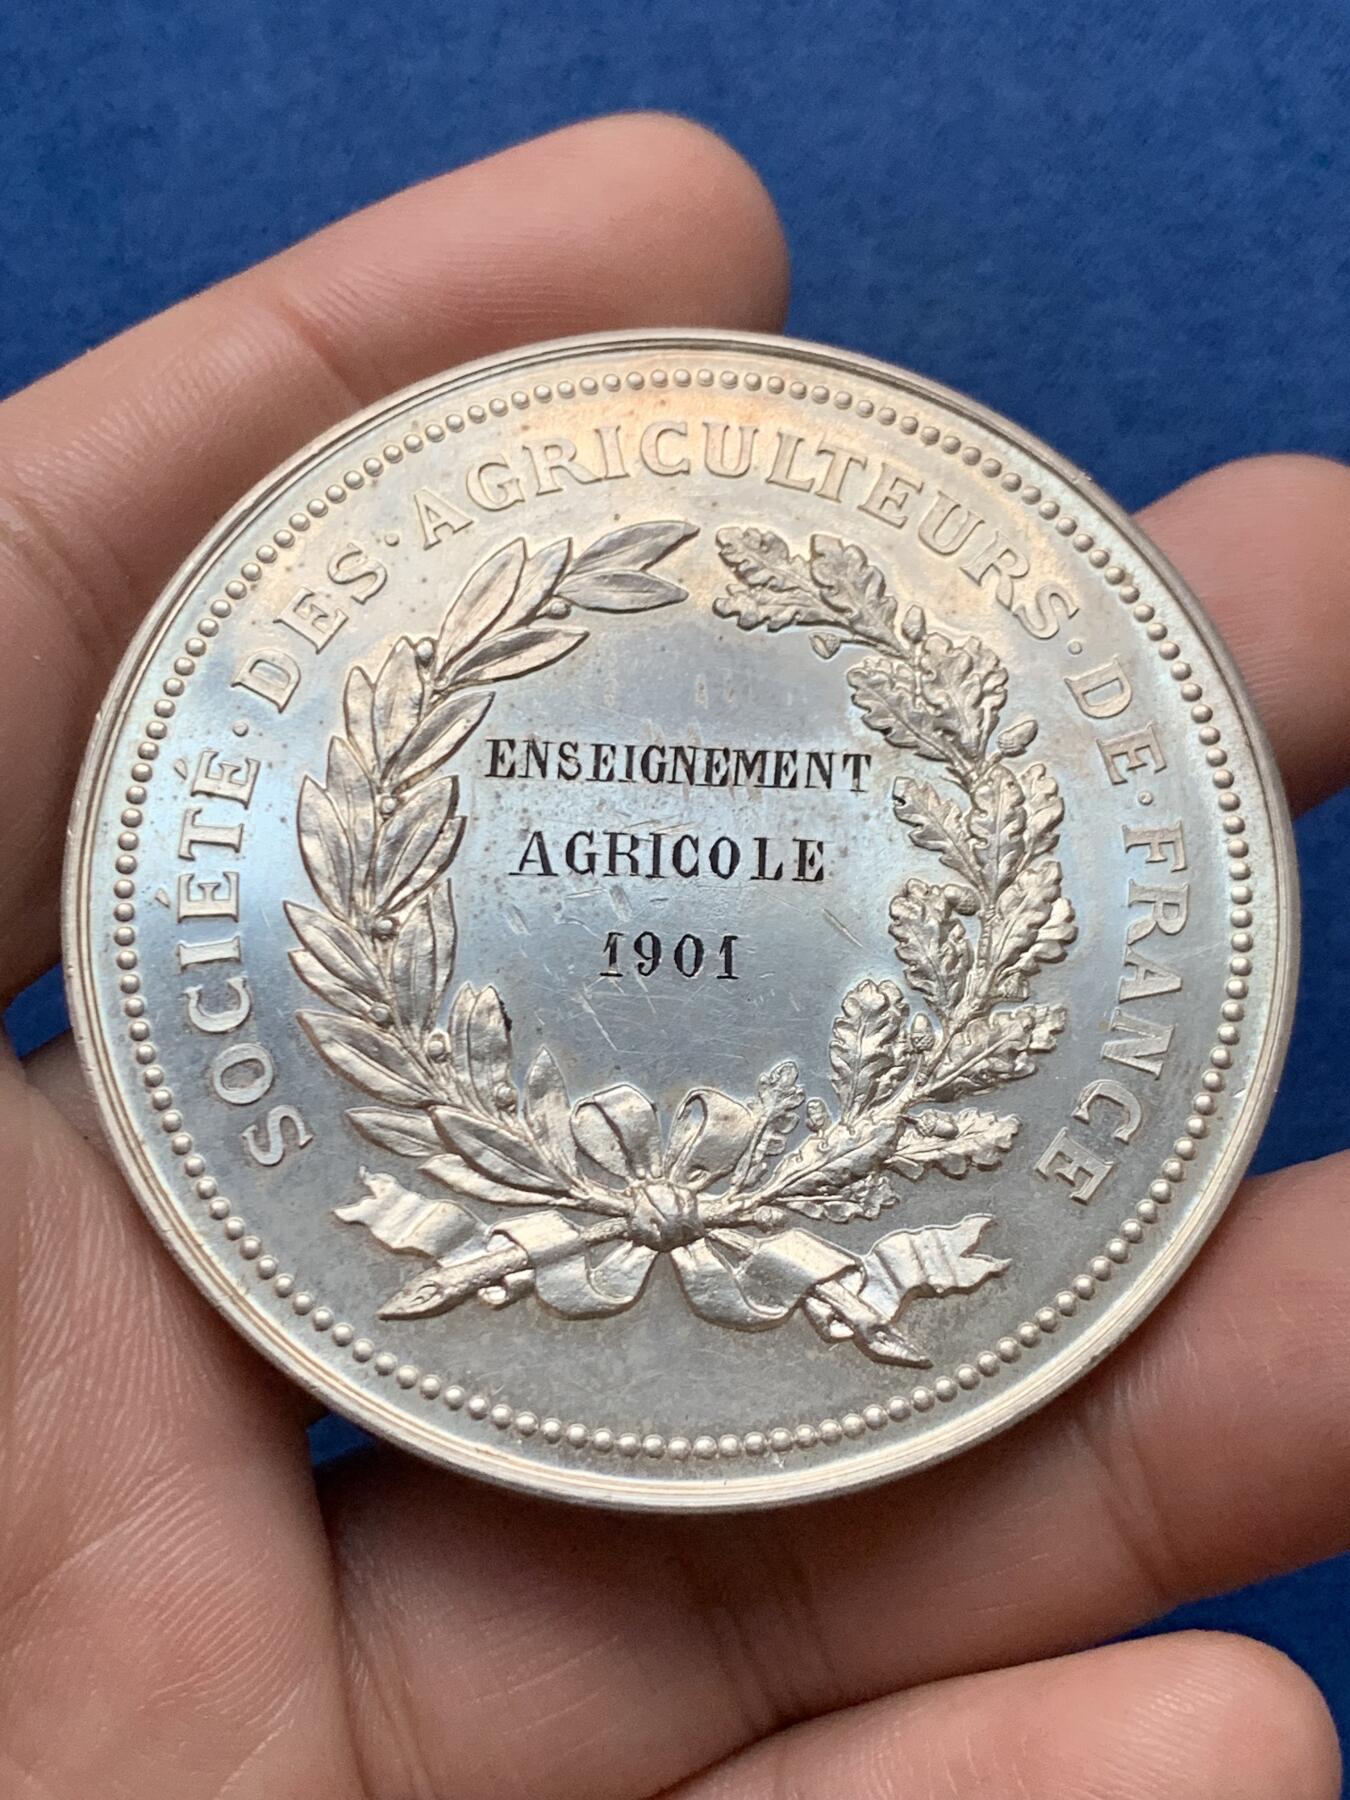 SOCIÉTÉ·DES·AGRICULTEURS·DE·FRANCE
ENSEIGNEMENT
AGRICOLE
1901